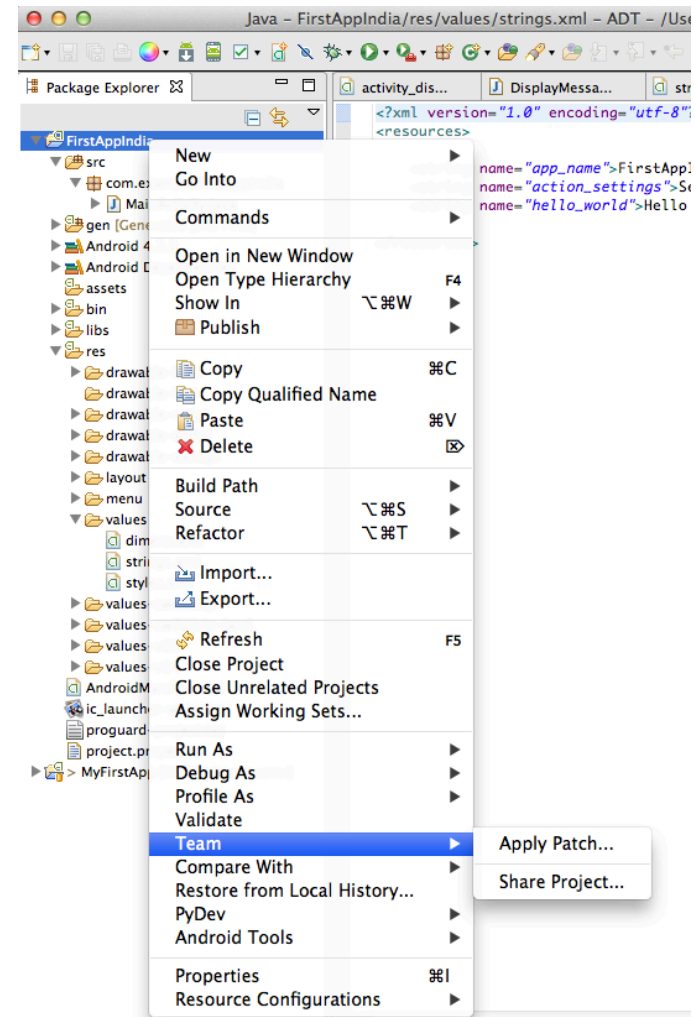 Java – FirstAppIndia/res/values/strings.xml – ADT – /Use
Package Explorer
activity_dis...
DisplayMessa...
str
<?xml version="1.0" encoding="utf-8"?
<resources>
name="app_name">FirstAppI
name="action_settings">Se
name="hello_world">Hello
>
FirstAppIndia
src
com.ex
Mai
gen [Gene
Android 4
Android D
assets
bin
libs
res
drawab
drawab
drawab
drawab
drawab
layout
menu
values
dim
stri
styl
values-
values-
values-
values-
AndroidM
ic_launch
proguard-
project.pr
> MyFirstAp
New
Go Into
Commands
Open in New Window
Open Type Hierarchy F4
Show In ⌥⌘W
Publish
Copy ⌘C
Copy Qualified Name
Paste ⌘V
Delete ⌦
Build Path
Source ⌥⌘S
Refactor ⌥⌘T
Import...
Export...
Refresh F5
Close Project
Close Unrelated Projects
Assign Working Sets...
Run As
Debug As
Profile As
Validate
Team
Compare With
Restore from Local History...
PyDev
Android Tools
Properties ⌘I
Resource Configurations
Apply Patch...
Share Project...